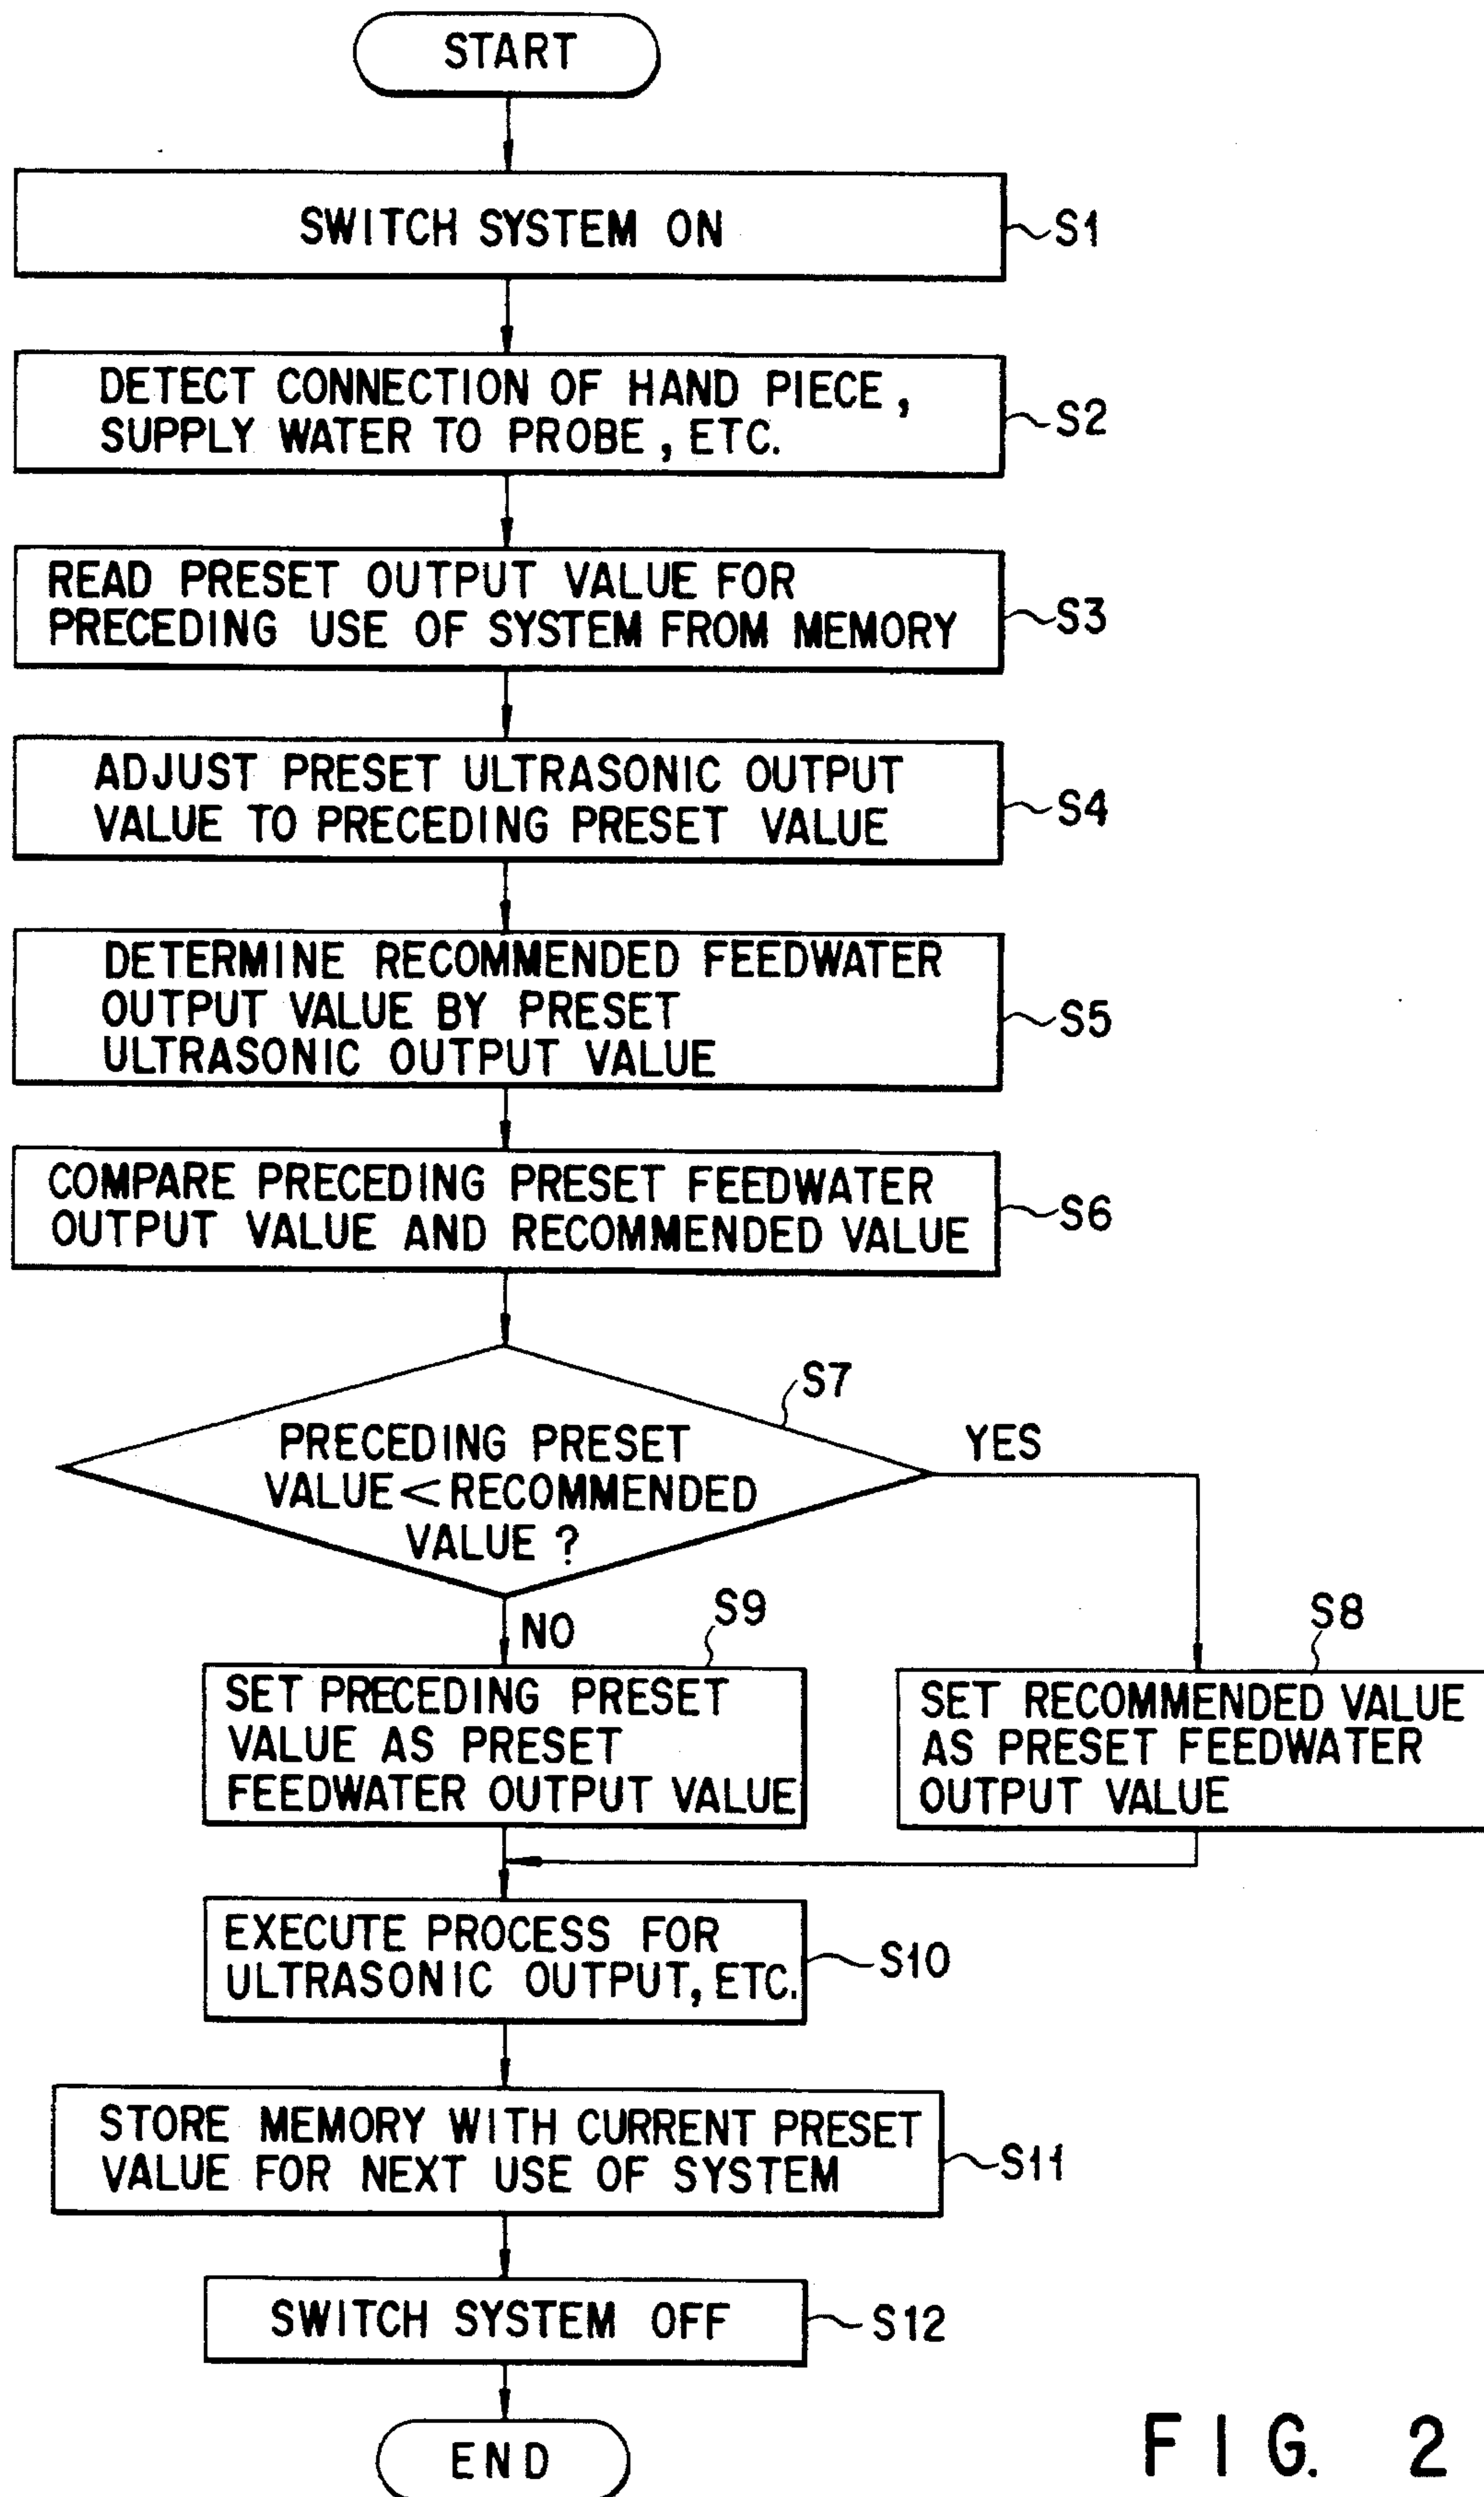 START
SWITCH SYSTEM ON
S1
DETECT CONNECTION OF HAND PIECE,
SUPPLY WATER TO PROBE, ETC.
S2
READ PRESET OUTPUT VALUE FOR
PRECEDING USE OF SYSTEM FROM MEMORY
S3
ADJUST PRESET ULTRASONIC OUTPUT
VALUE TO PRECEDING PRESET VALUE
S4
DETERMINE RECOMMENDED FEEDWATER
OUTPUT VALUE BY PRESET
ULTRASONIC OUTPUT VALUE
S5
COMPARE PRECEDING PRESET FEEDWATER
OUTPUT VALUE AND RECOMMENDED VALUE
S6
S7
PRECEDING PRESET
VALUE < RECOMMENDED
VALUE ?
YES
NO
S9
SET PRECEDING PRESET
VALUE AS PRESET
FEEDWATER OUTPUT VALUE
S8
SET RECOMMENDED VALUE
AS PRESET FEEDWATER
OUTPUT VALUE
EXECUTE PROCESS FOR
ULTRASONIC OUTPUT, ETC.
S10
STORE MEMORY WITH CURRENT PRESET
VALUE FOR NEXT USE OF SYSTEM
S11
SWITCH SYSTEM OFF
S12
END
FIG. 2